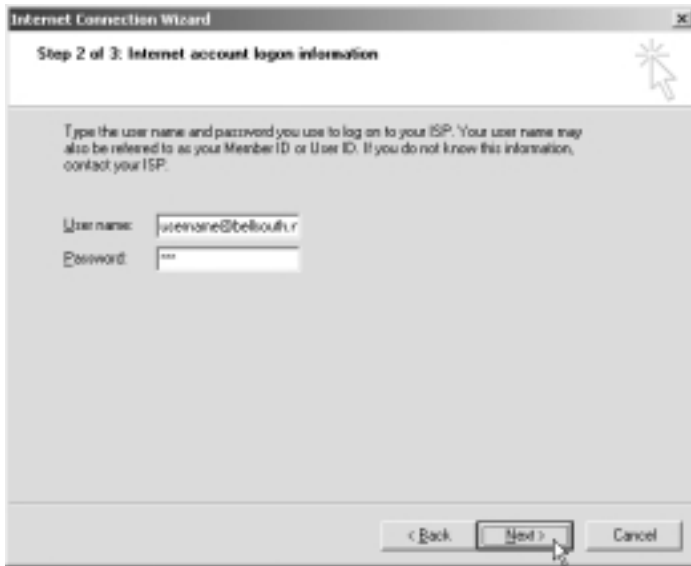 Internet Connection Wizard
Step 2 of 3: Internet account logon information
Type the user name and password you use to log on to your ISP. Your user name may
also be referred to as your Member ID or User ID. If you do not know this information,
contact your ISP.
User name: username@bellsouth.r
Password: ***
< Back Next > Cancel